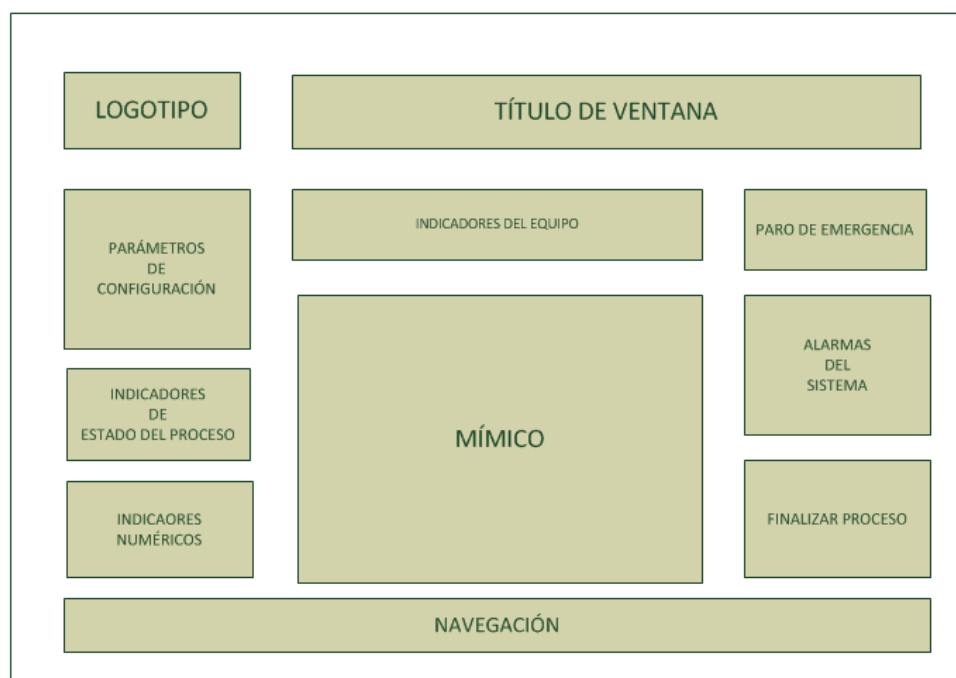 LOGOTIPO
TÍTULO DE VENTANA
PARÁMETROS
DE
CONFIGURACIÓN
INDICADORES DEL EQUIPO
PARO DE EMERGENCIA
INDICADORES
DE
ESTADO DEL PROCESO
MÍMICO
ALARMAS
DEL
SISTEMA
INDICAORES
NUMÉRICOS
FINALIZAR PROCESO
NAVEGACIÓN